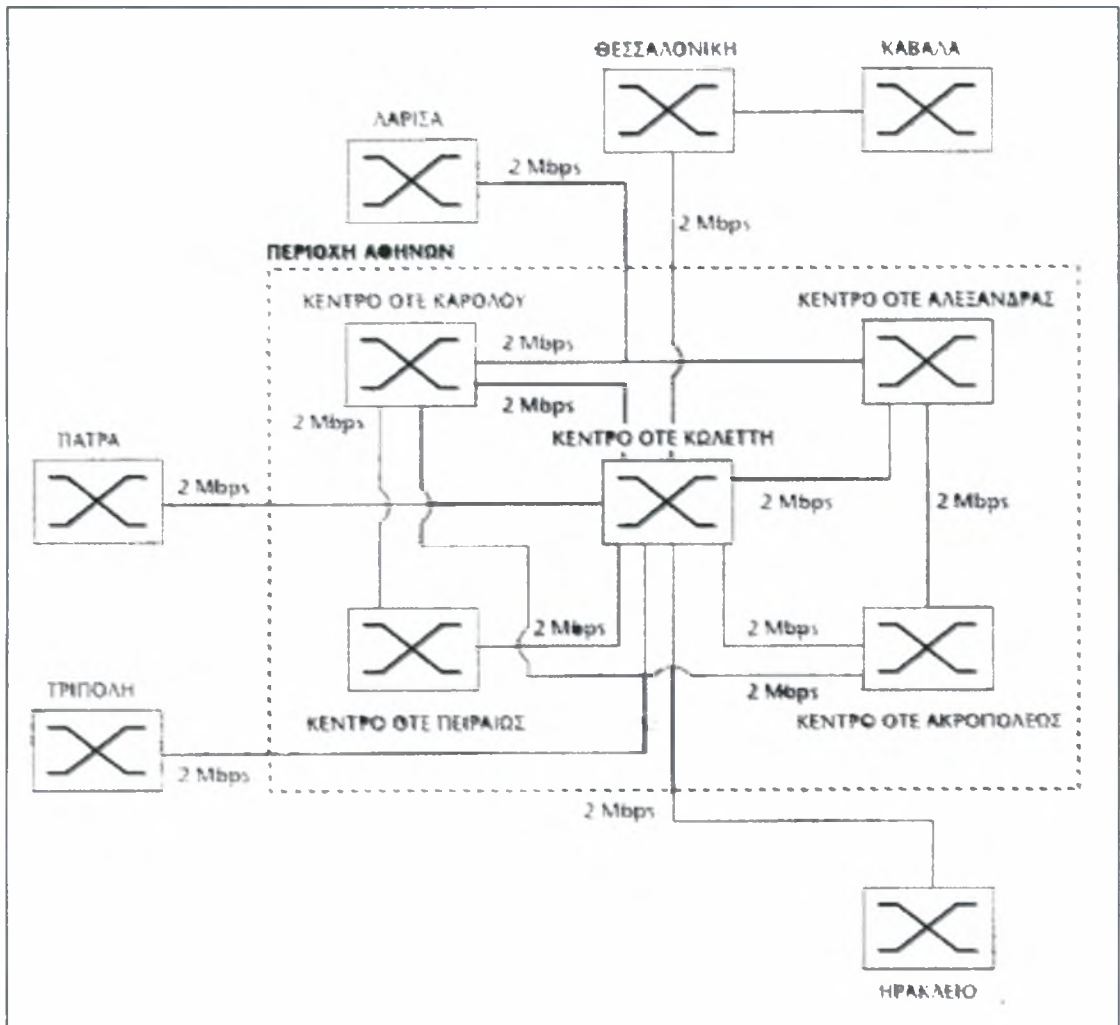 ΘΕΣΣΑΛΟΝΙΚΗ
ΚΑΒΑΛΑ
ΛΑΡΙΣΑ
2 Mbps
2 Mbps
ΠΕΡΙΟΧΗ ΑΘΗΝΩΝ
ΚΕΝΤΡΟ ΟΤΕ ΚΑΡΟΛΟΥ
ΚΕΝΤΡΟ ΟΤΕ ΑΛΕΞΑΝΔΡΑΣ
2 Mbps
2 Mbps
2 Mbps
ΠΑΤΡΑ
ΚΕΝΤΡΟ ΟΤΕ ΚΩΛΕΤΤΗ
2 Mbps
2 Mbps
2 Mbps
2 Mbps
2 Mbps
ΤΡΙΠΟΛΗ
2 Mbps
ΚΕΝΤΡΟ ΟΤΕ ΠΕΙΡΑΙΩΣ
ΚΕΝΤΡΟ ΟΤΕ ΑΚΡΟΠΟΛΕΩΣ
2 Mbps
2 Mbps
ΗΡΑΚΛΕΙΟ